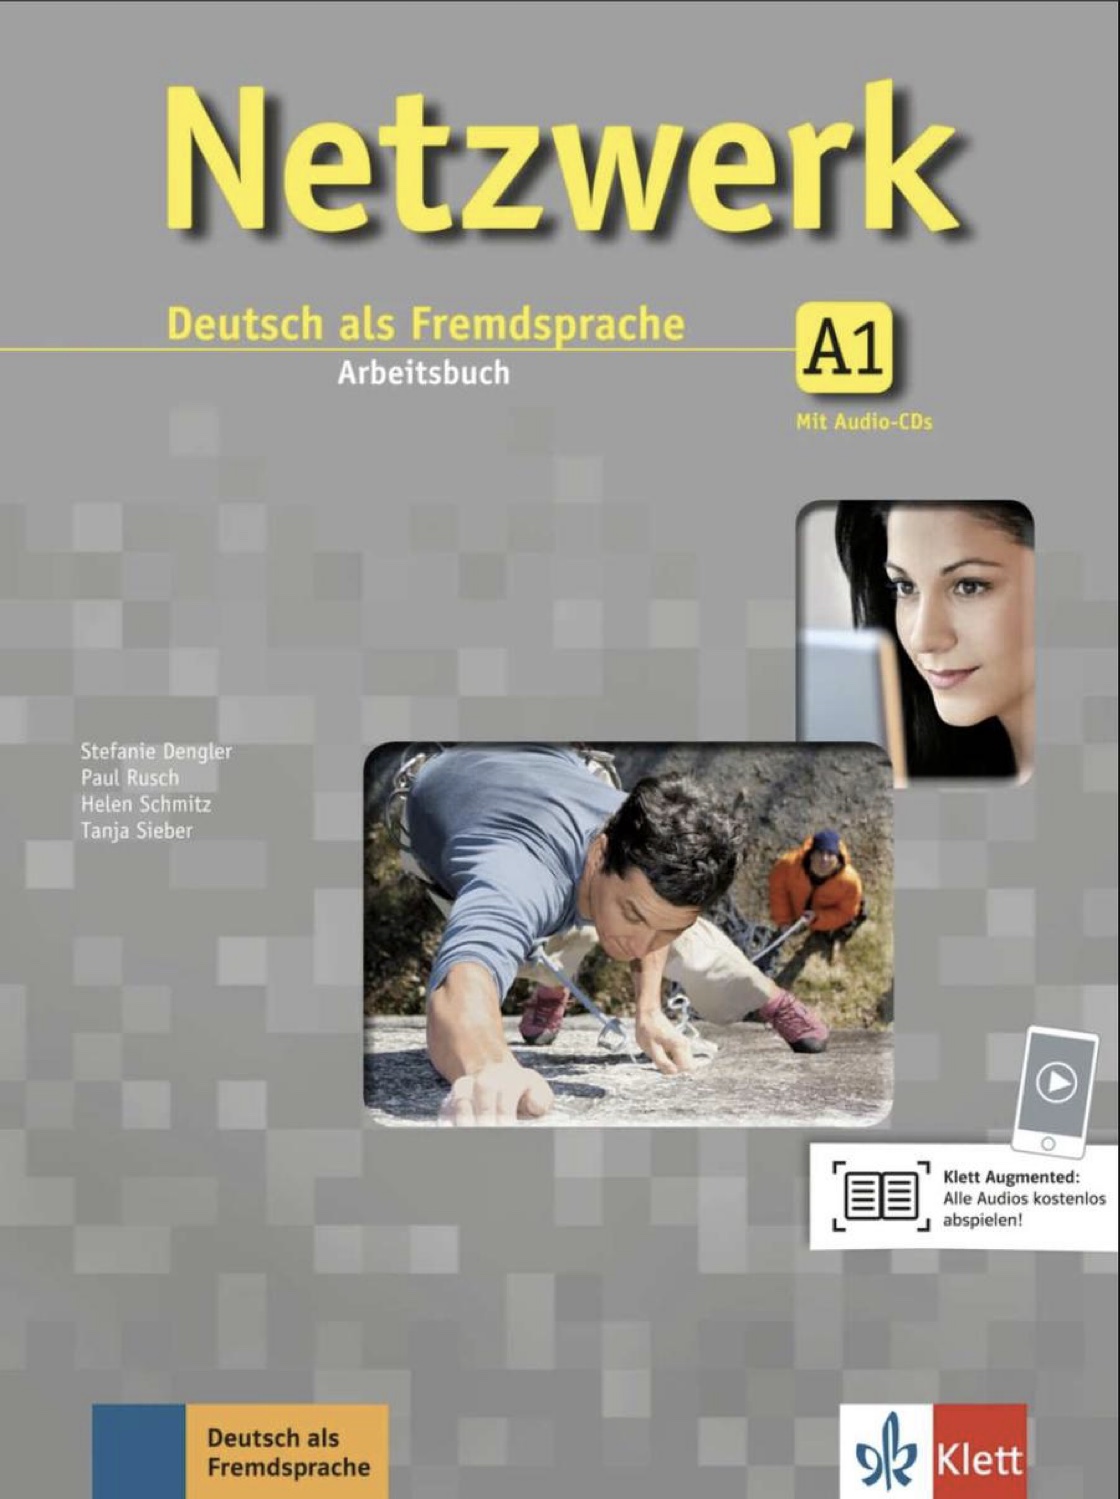 Netzwerk
Deutsch als Fremdsprache
Arbeitsbuch
A1
Mit Audio-CDs
Stefanie Dengler
Paul Rusch
Helen Schmitz
Tanja Sieber
Klett Augmented:
Alle Audios kostenlos
abspielen!
Deutsch als
Fremdsprache
Klett